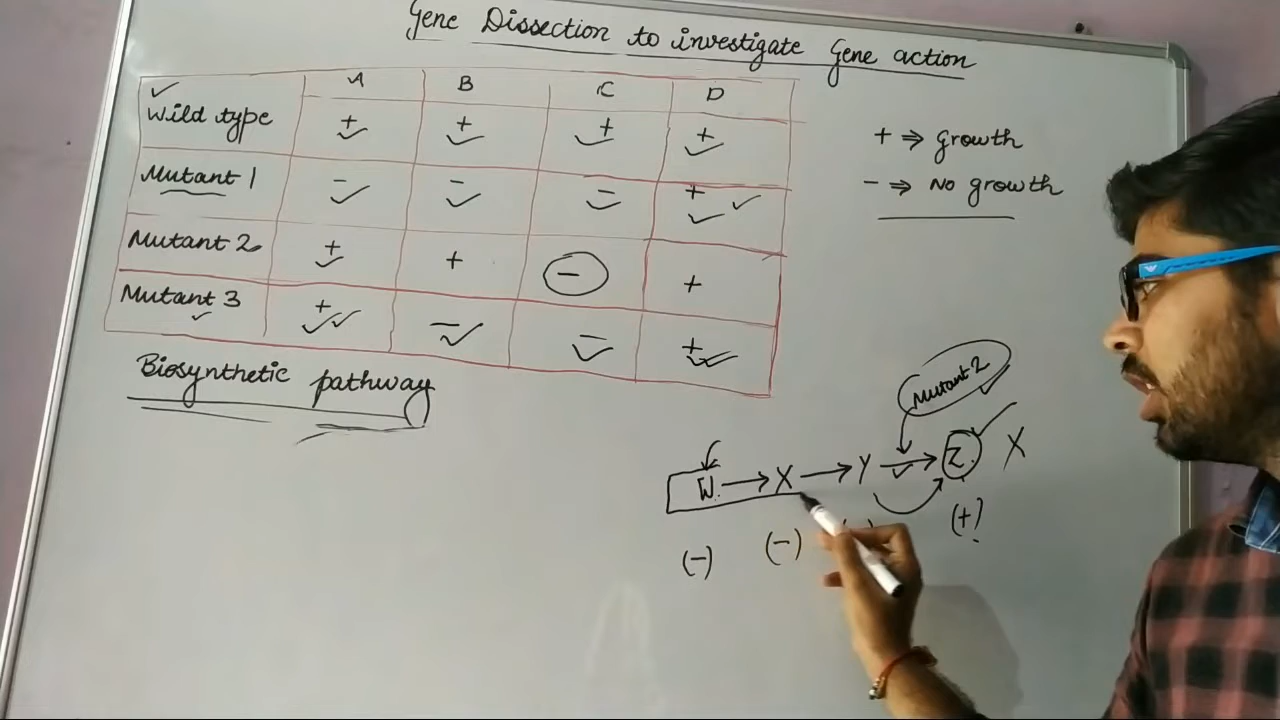 Gene Dissection to investigate Gene action
A B C D
Wild type + + + +
Mutant 1 - - - +
Mutant 2 + + - +
Mutant 3 + - - +
+ ⇒ Growth
- ⇒ No growth
Biosynthetic pathway
Mutant 2
W → X → Y → Z X
(-) (-) (+)